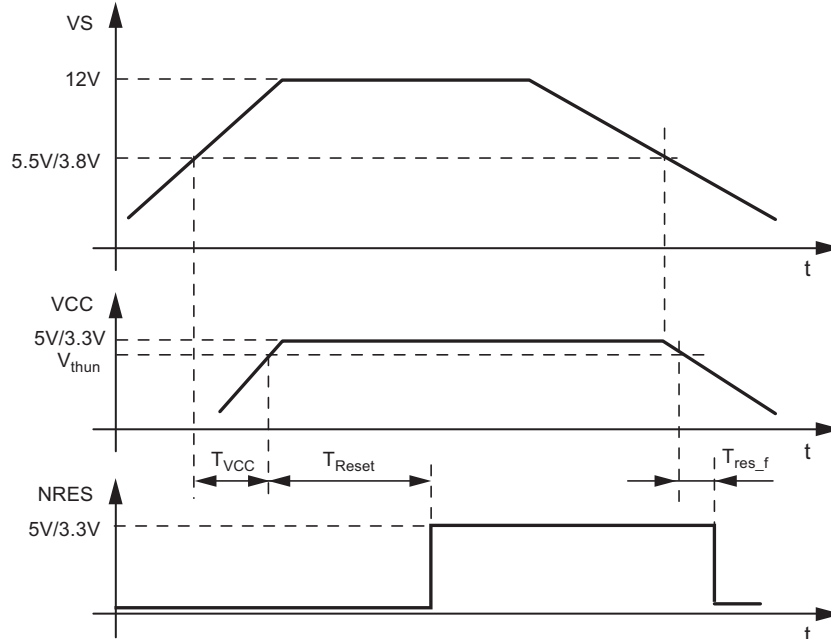 VS
12V
5.5V/3.8V
t
VCC
5V/3.3V
Vthun
t
TVCC
TReset
Tres_f
NRES
5V/3.3V
t